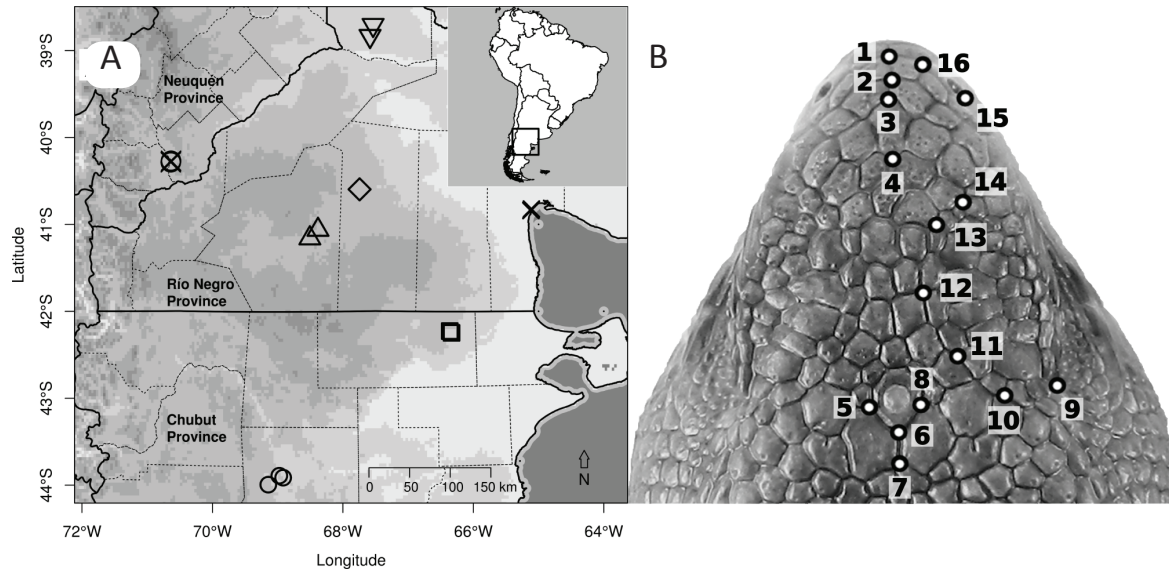 A
39°S
40°S
41°S
42°S
43°S
44°S
Latitude
Neuquén
Province
Río Negro
Province
Chubut
Province
0 50 100 150 km
N
72°W 70°W 68°W 66°W 64°W
Longitude
B
1
16
2
15
3
4
14
13
12
11
8
5
10
9
6
7